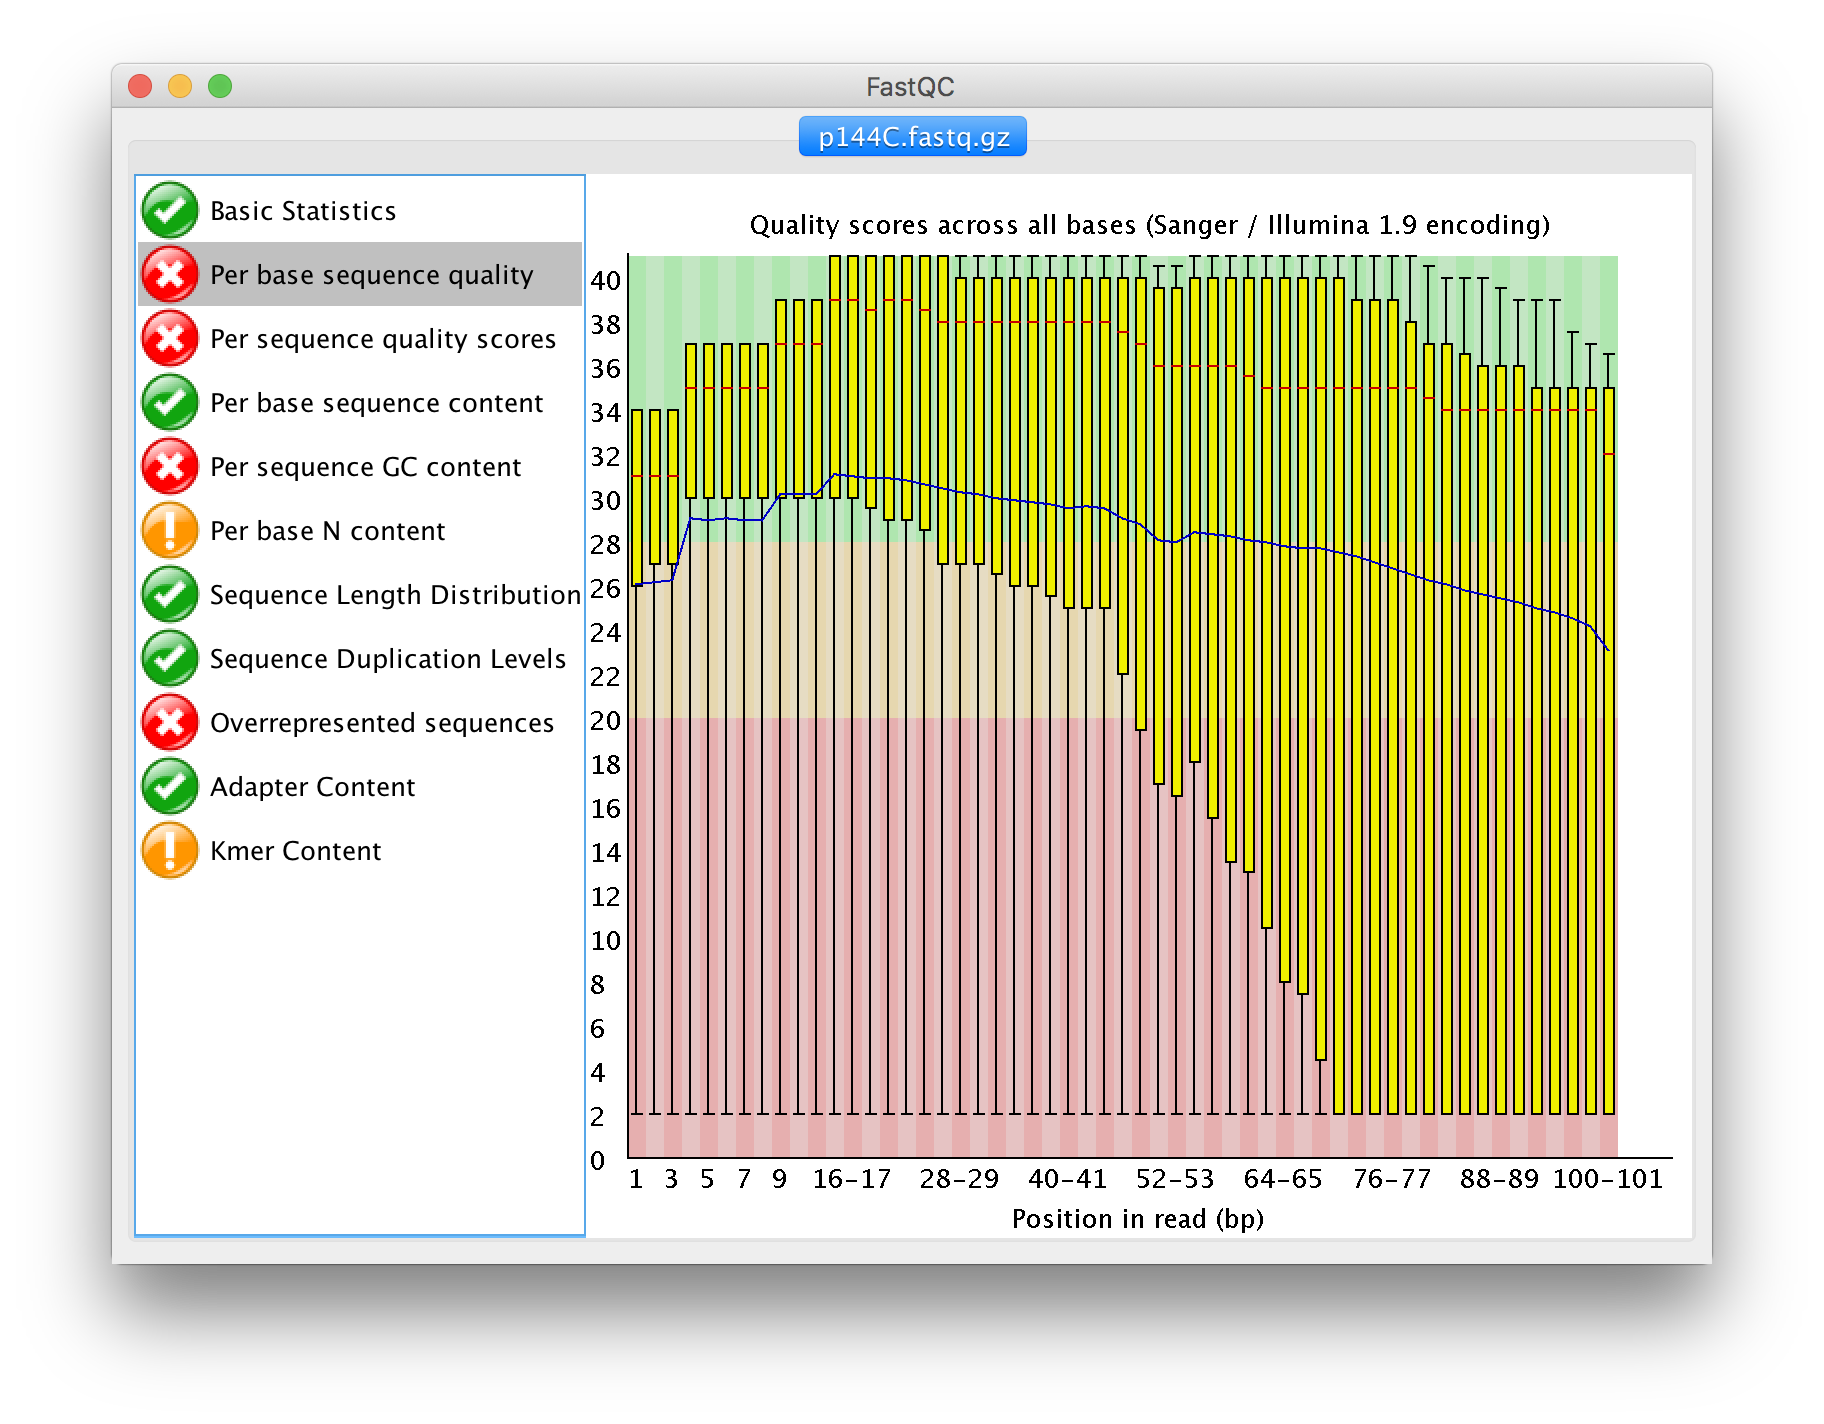 FastQC
p144C.fastq.gz
Basic Statistics
Per base sequence quality
Per sequence quality scores
Per base sequence content
Per sequence GC content
Per base N content
Sequence Length Distribution
Sequence Duplication Levels
Overrepresented sequences
Adapter Content
Kmer Content
Quality scores across all bases (Sanger / Illumina 1.9 encoding)
40
38
36
34
32
30
28
26
24
22
20
18
16
14
12
10
8
6
4
2
0
1 3 5 7 9 16-17 28-29 40-41 52-53 64-65 76-77 88-89 100-101
Position in read (bp)